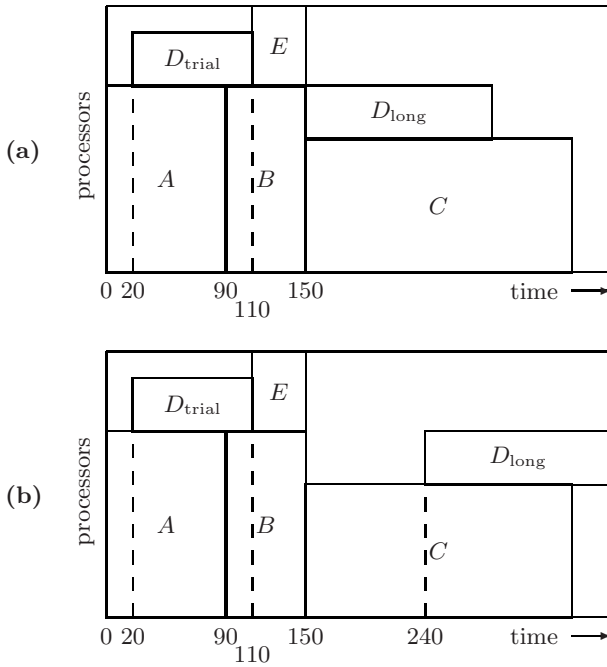 E
D_trial
processors
D_long
(a)
A
B
C
0 20 90 150 time
110
E
D_trial
processors
D_long
(b)
A
B
C
0 20 90 150 240 time
110